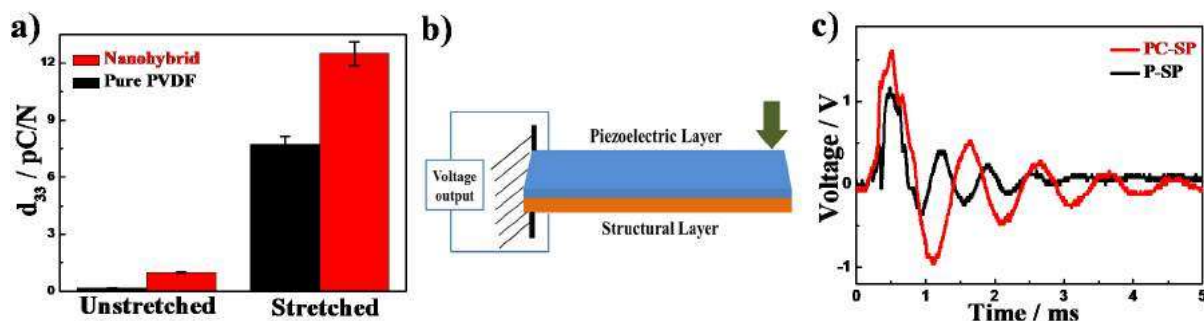 a)
Nanohybrid
Pure PVDF
d33 / pC/N
12
9
6
3
0
Unstretched
Stretched
b)
Piezoelectric Layer
Voltage
output
Structural Layer
c)
PC-SP
P-SP
Voltage / V
1
0
-1
0
1
2
3
4
5
Time / ms